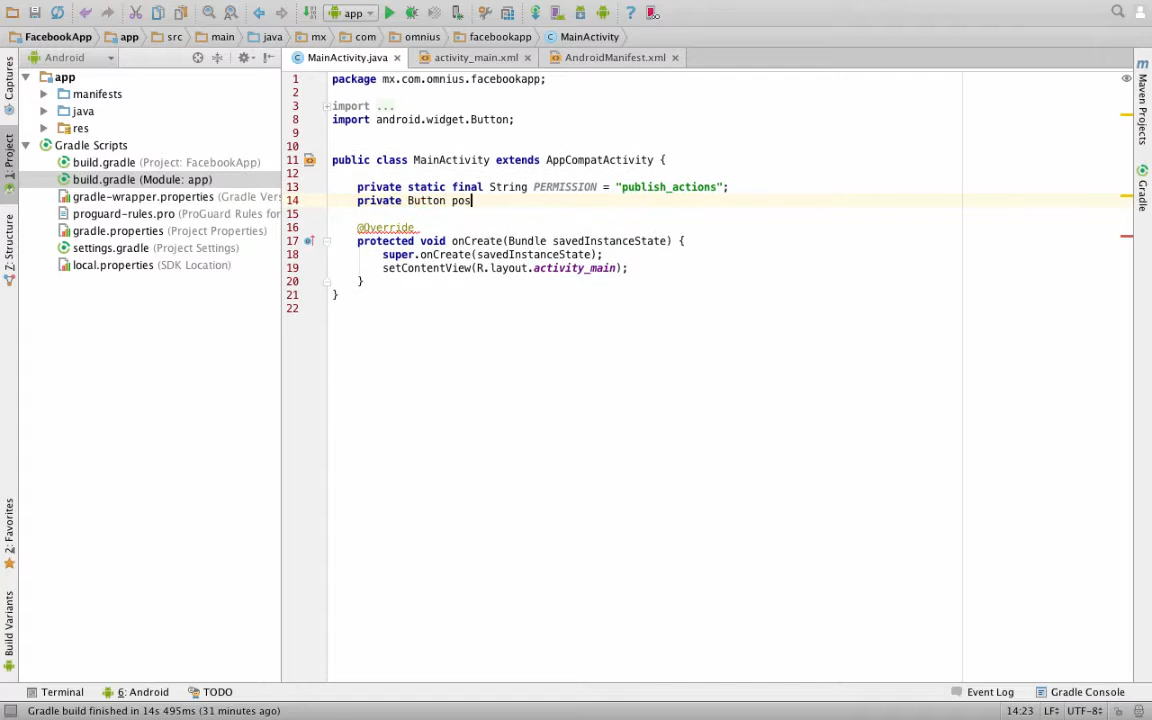 app
FacebookApp app src main java mx com omnius facebookapp MainActivity
Android
MainActivity.java
activity_main.xml
AndroidManifest.xml
Captures
1: Project
Z: Structure
2: Favorites
Build Variants
app
manifests
java
res
Gradle Scripts
build.gradle (Project: FacebookApp)
build.gradle (Module: app)
gradle-wrapper.properties (Gradle Vers
proguard-rules.pro (ProGuard Rules for
gradle.properties (Project Properties)
settings.gradle (Project Settings)
local.properties (SDK Location)
1 package mx.com.omnius.facebookapp;
2
3 import ...
8 import android.widget.Button;
9
10
11 public class MainActivity extends AppCompatActivity {
12
13 private static final String PERMISSION = "publish_actions";
14 private Button pos
15
16 @Override
17 protected void onCreate(Bundle savedInstanceState) {
18 super.onCreate(savedInstanceState);
19 setContentView(R.layout.activity_main);
20 }
21 }
22
m Maven Projects
Gradle
Terminal
6: Android
TODO
Event Log
Gradle Console
Gradle build finished in 14s 495ms (31 minutes ago)
14:23 LF÷ UTF-8÷